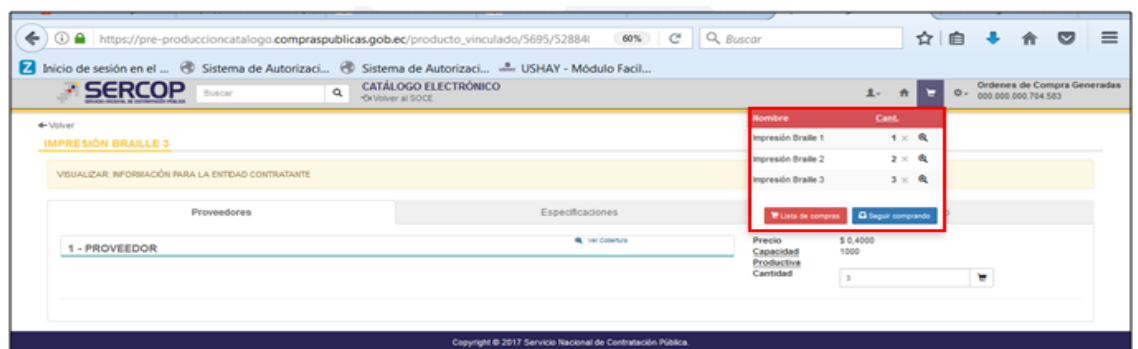 https://pre-produccioncatalogo.compraspublicas.gob.ec/producto_vinculado/5695/52884 60% Buscar
Inicio de sesión en el ... Sistema de Autorizaci... Sistema de Autorizaci... USHAY - Módulo Facil...
SERCOP Buscar CATÁLOGO ELECTRÓNICO Ordenes de Compra Generadas
Volver al SOCE 000.000.000.704.583
Volver
IMPRESIÓN BRAILLE 3
VISUALIZAR: INFORMACIÓN PARA LA ENTIDAD CONTRATANTE
Nombre Cant.
Impresión Braille 1 1
Impresión Braille 2 2
Impresión Braille 3 3
Lista de compras Seguir comprando
Proveedores Especificaciones
1 - PROVEEDOR Ver Cobertura
Precio $ 0,4000
Capacidad 1000
Productiva
Cantidad 3
Copyright © 2017 Servicio Nacional de Contratación Pública.